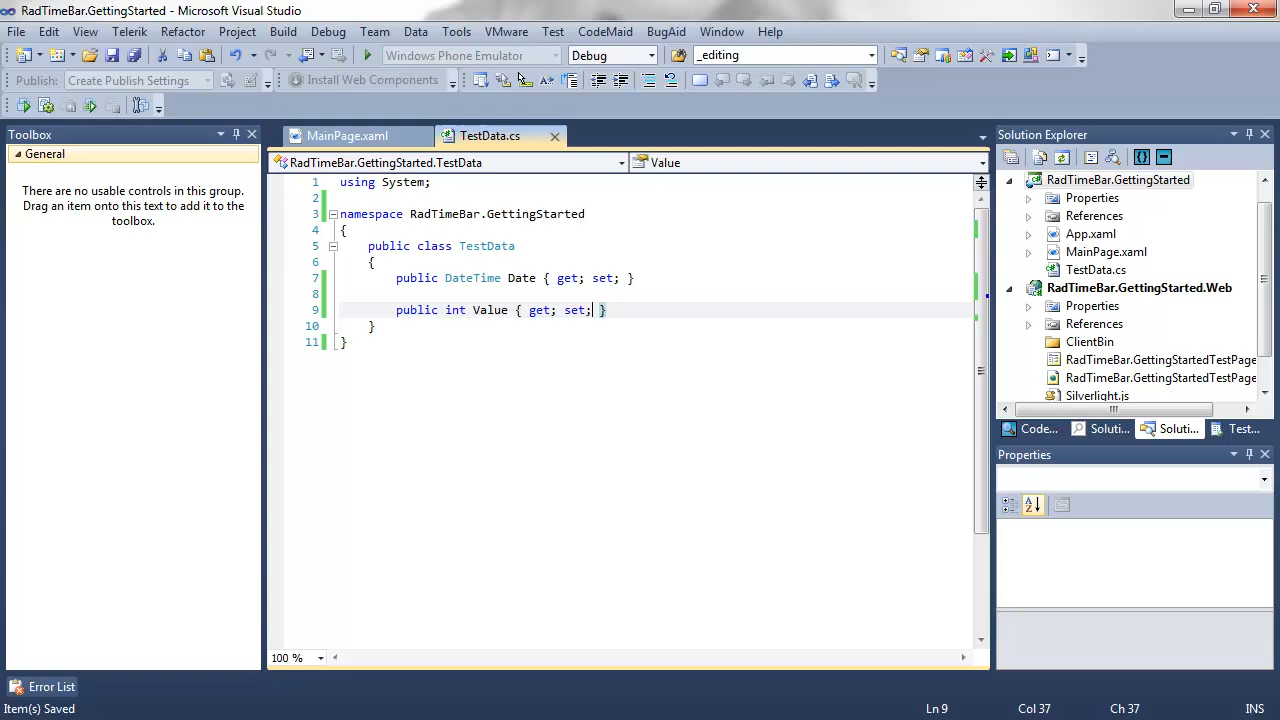 RadTimeBar.GettingStarted - Microsoft Visual Studio
File Edit View Telerik Refactor Project Build Debug Team Data Tools VMware Test CodeMaid BugAid Window Help
Windows Phone Emulator Debug _editing
Publish: Create Publish Settings Install Web Components
Toolbox
General
There are no usable controls in this group.
Drag an item onto this text to add it to the
toolbox.
MainPage.xaml TestData.cs
RadTimeBar.GettingStarted.TestData Value
1 using System;
2
3 namespace RadTimeBar.GettingStarted
4 {
5 public class TestData
6 {
7 public DateTime Date { get; set; }
8
9 public int Value { get; set; }
10 }
11 }
100 %
Solution Explorer
RadTimeBar.GettingStarted
Properties
References
App.xaml
MainPage.xaml
TestData.cs
RadTimeBar.GettingStarted.Web
Properties
References
ClientBin
RadTimeBar.GettingStartedTestPage
RadTimeBar.GettingStartedTestPage
Silverlight.js
Code... Soluti... Soluti... Test...
Properties
Error List
Item(s) Saved Ln 9 Col 37 Ch 37 INS